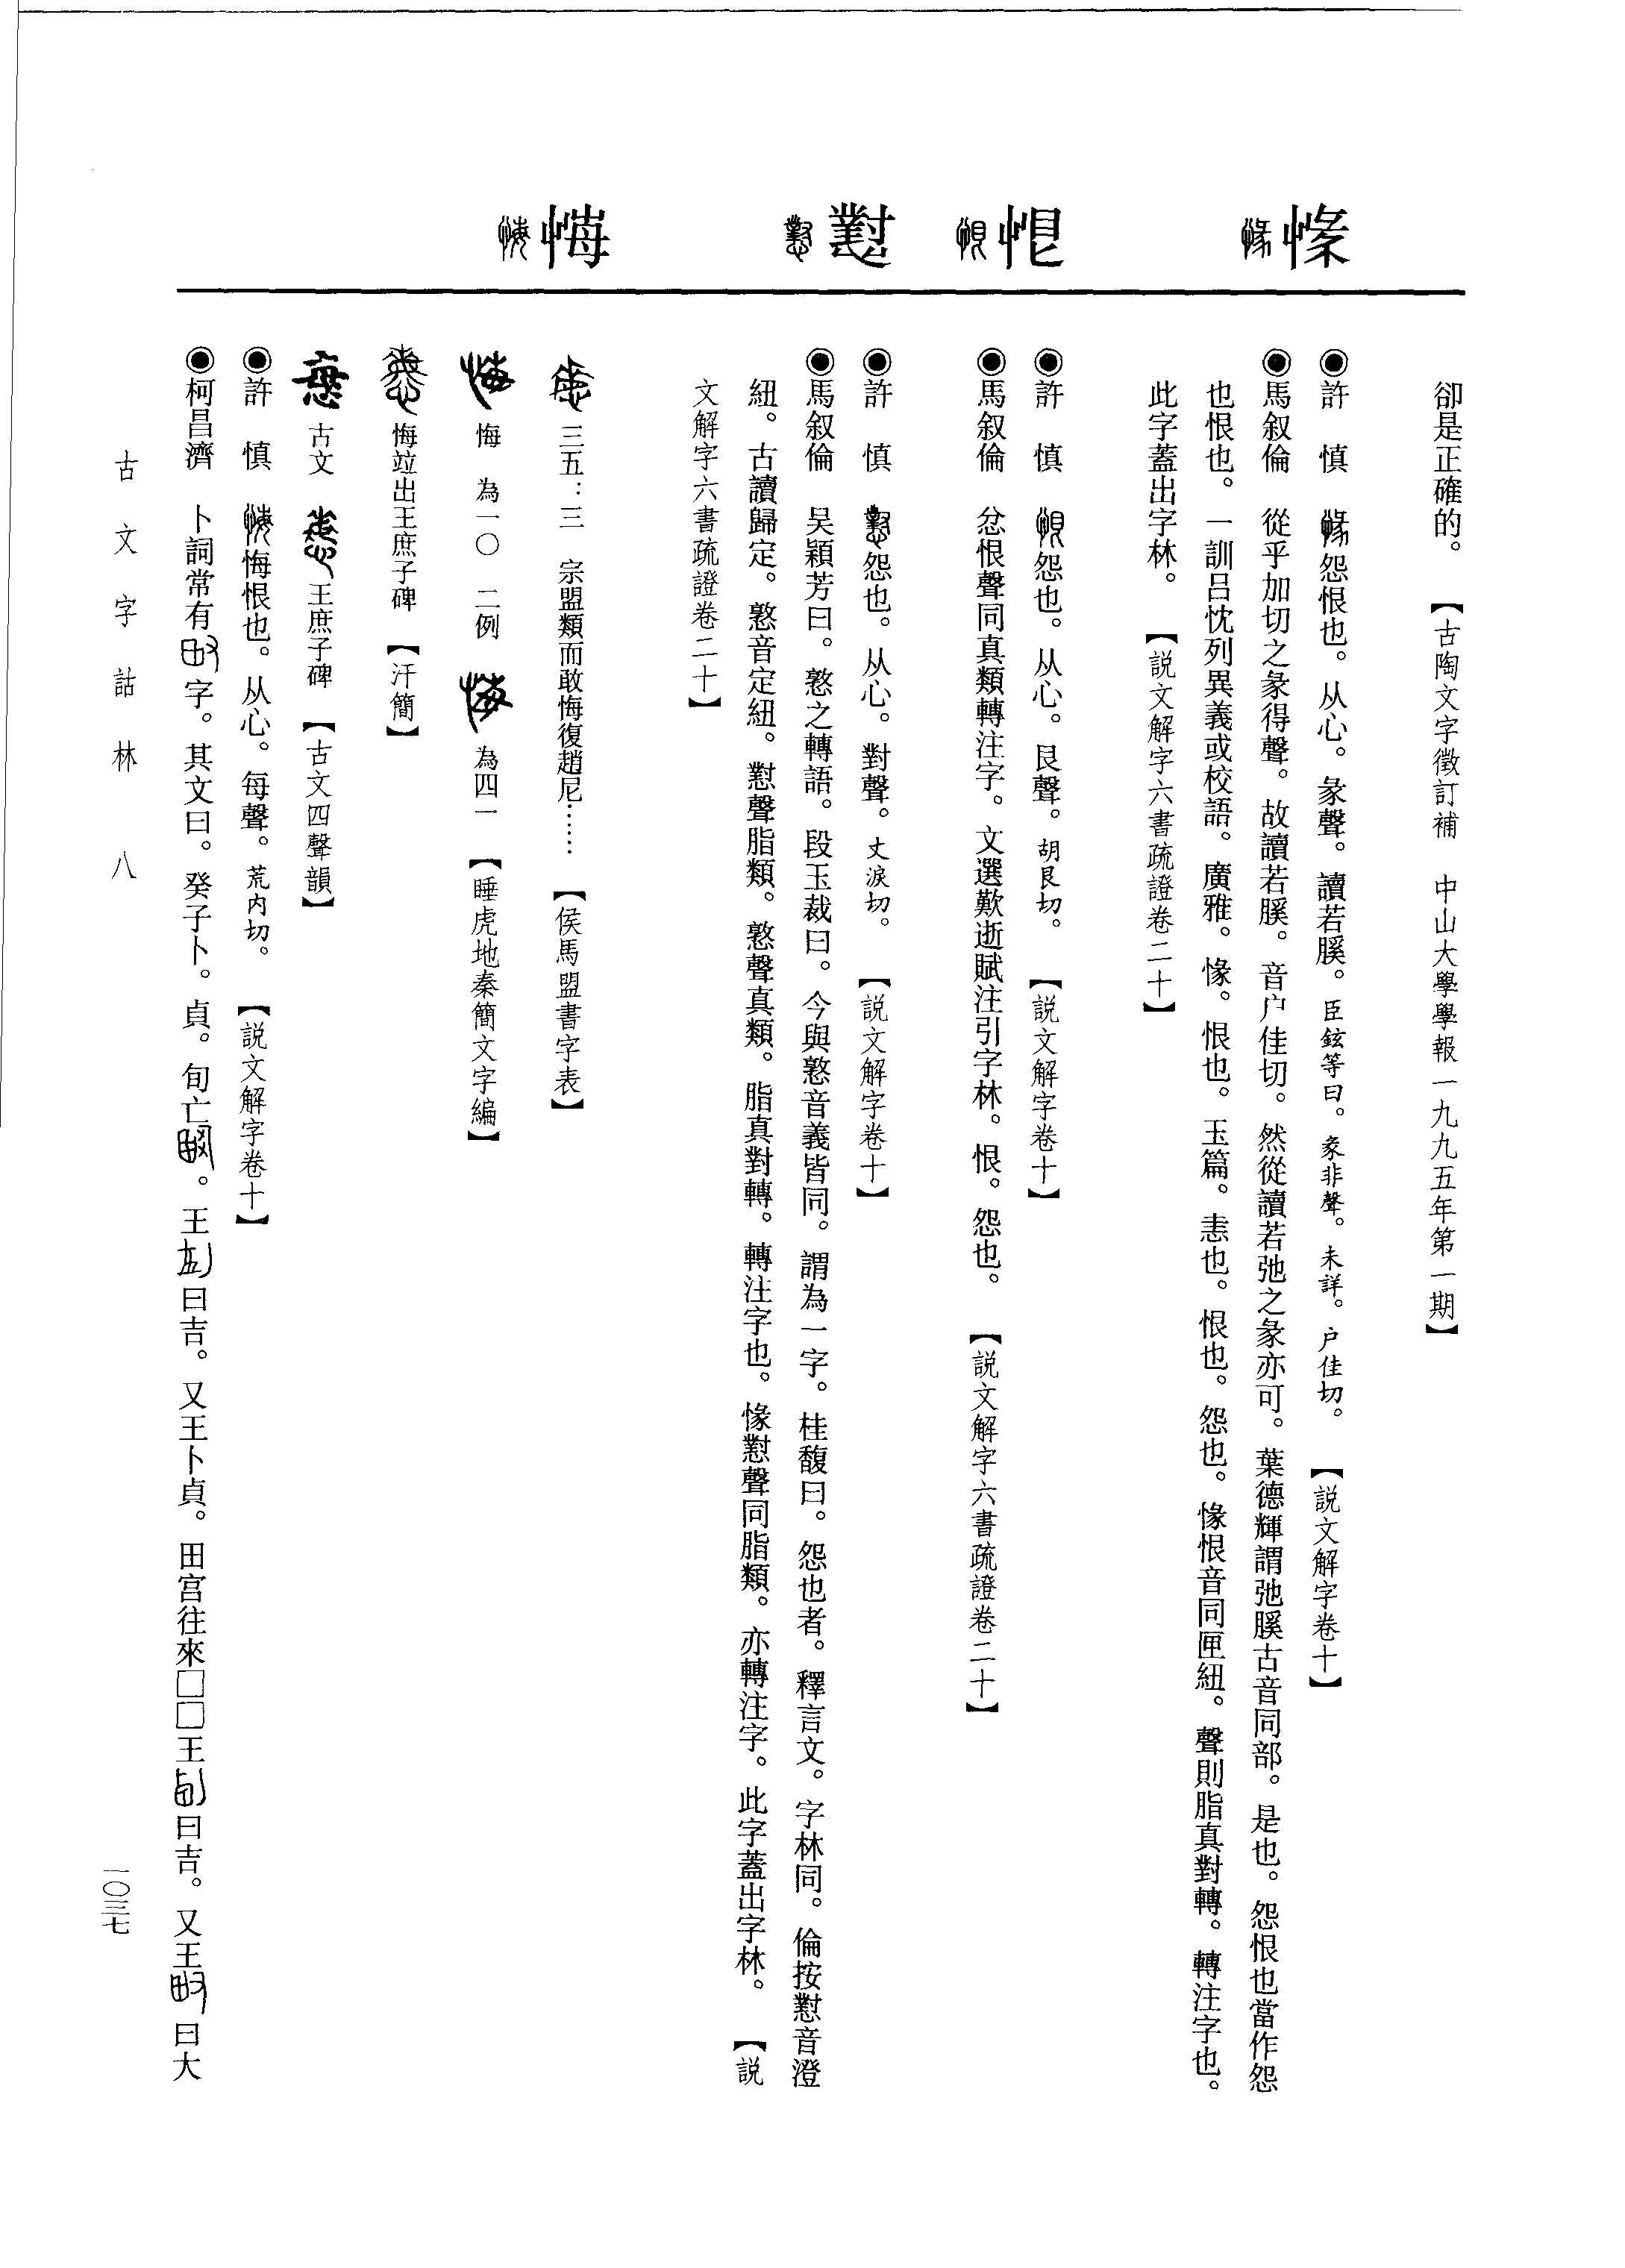 㥟 𢛳 懟 悔
卻是正確的。 【古陶文字徵訂補 中山大學學報一九九五年第一期】
◉許 慎 怨恨也。从心。彖聲。讀若膎。臣鉉等曰。彖非聲。未詳。户佳切。 【説文解字卷十】
◉馬叙倫 從乎加切之彖得聲。故讀若膎。音户佳切。然從讀若弛之彖亦可。葉德輝謂弛膎古音同部。是也。怨恨也當作怨
也恨也。一訓吕忱列異義或校語。廣雅。㥟。恨也。玉篇。恚也。恨也。怨也。㥟恨音同匣紐。聲則脂真對轉。轉注字也。
此字蓋出字林。 【説文解字六書疏證卷二十】
◉許 慎 怨也。从心。艮聲。胡艮切。 【説文解字卷十】
◉馬叙倫 忿恨聲同真類轉注字。文選歎逝賦注引字林。恨。怨也。 【説文解字六書疏證卷二十】
◉許 慎 怨也。从心。對聲。丈淚切。 【説文解字卷十】
◉馬叙倫 吴穎芳曰。憝之轉語。段玉裁曰。今與憝音義皆同。謂為一字。桂馥曰。怨也者。釋言文。字林同。倫按懟音澄
紐。古讀歸定。憝音定紐。懟聲脂類。憝聲真類。脂真對轉。轉注字也。㥟懟聲同脂類。亦轉注字。此字蓋出字林。 【説
文解字六書疏證卷二十】
三五：三 宗盟類而敢悔復趙尼…… 【侯馬盟書字表】
悔 為一〇 二例 為四一 【睡虎地秦簡文字編】
悔竝出王庶子碑 【汗簡】
古文 王庶子碑 【古文四聲韻】
◉許 慎 悔恨也。从心。每聲。荒内切。 【説文解字卷十】
◉柯昌濟 卜詞常有字。其文曰。癸子卜。貞。旬亡。王曰吉。又王卜貞。田宫往來□□王曰吉。又王曰大
古文字詁林 八
一〇三七